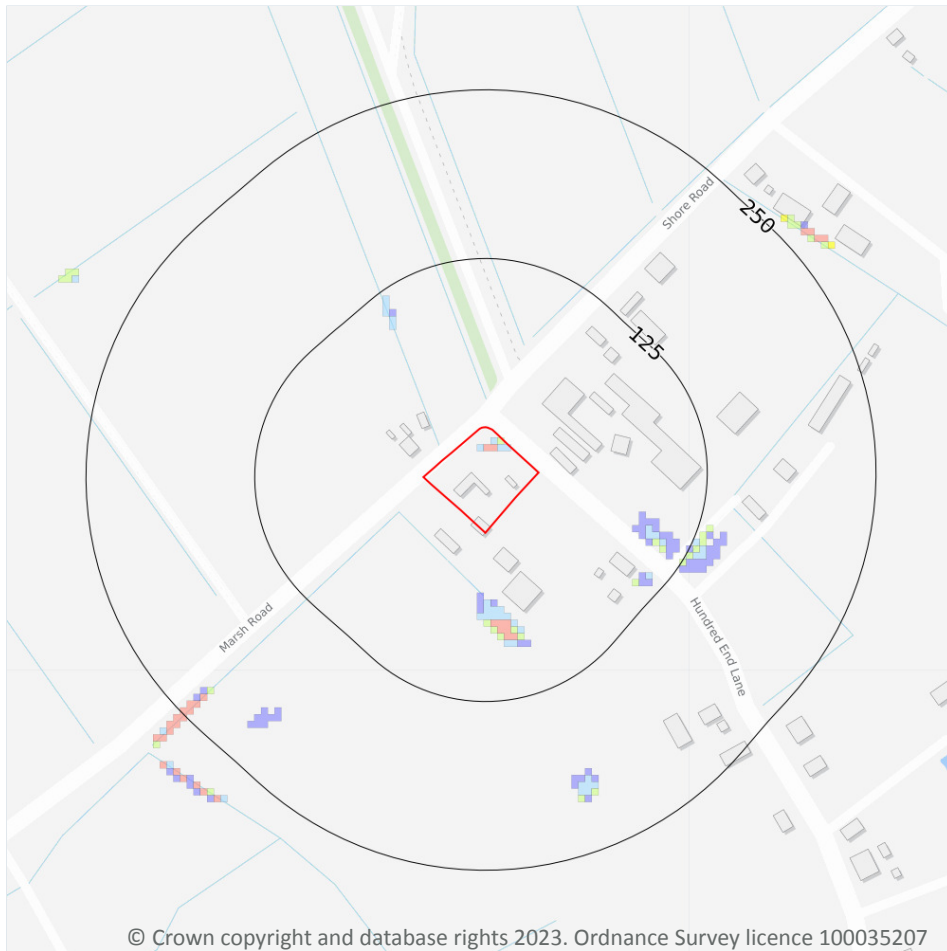 Shore Road
250
125
Marsh Road
Hundred End Lane
© Crown copyright and database rights 2023. Ordnance Survey licence 100035207